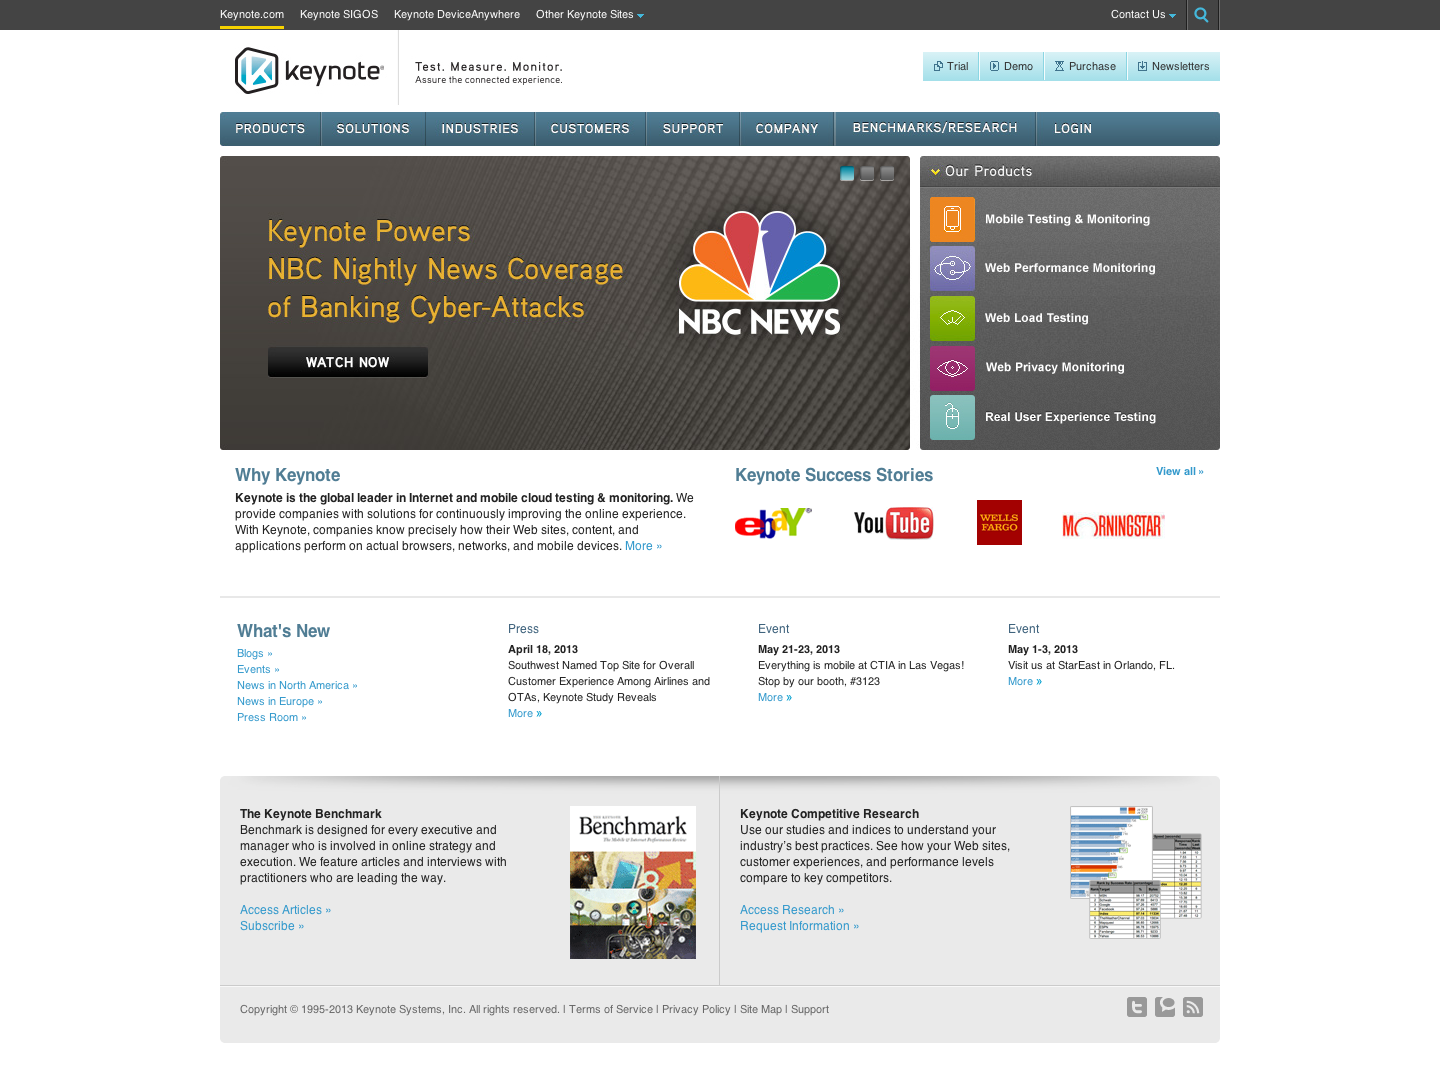 Keynote.com Keynote SIGOS Keynote DeviceAnywhere Other Keynote Sites Contact Us
keynote®
Test. Measure. Monitor.
Assure the connected experience.
Trial Demo Purchase Newsletters
PRODUCTS SOLUTIONS INDUSTRIES CUSTOMERS SUPPORT COMPANY BENCHMARKS/RESEARCH LOGIN
Keynote Powers
NBC Nightly News Coverage
of Banking Cyber-Attacks
WATCH NOW
NBC NEWS
Our Products
Mobile Testing & Monitoring
Web Performance Monitoring
Web Load Testing
Web Privacy Monitoring
Real User Experience Testing
Why Keynote
Keynote is the global leader in Internet and mobile cloud testing & monitoring. We
provide companies with solutions for continuously improving the online experience.
With Keynote, companies know precisely how their Web sites, content, and
applications perform on actual browsers, networks, and mobile devices. More »
Keynote Success Stories
View all »
ebaY®
YouTube
WELLS
FARGO
MORNINGSTAR®
What's New
Blogs »
Events »
News in North America »
News in Europe »
Press Room »
Press
April 18, 2013
Southwest Named Top Site for Overall
Customer Experience Among Airlines and
OTAs, Keynote Study Reveals
More »
Event
May 21-23, 2013
Everything is mobile at CTIA in Las Vegas!
Stop by our booth, #3123
More »
Event
May 1-3, 2013
Visit us at StarEast in Orlando, FL.
More »
The Keynote Benchmark
Benchmark is designed for every executive and
manager who is involved in online strategy and
execution. We feature articles and interviews with
practitioners who are leading the way.
Access Articles »
Subscribe »
Benchmark
Keynote Competitive Research
Use our studies and indices to understand your
industry's best practices. See how your Web sites,
customer experiences, and performance levels
compare to key competitors.
Access Research »
Request Information »
Copyright © 1995-2013 Keynote Systems, Inc. All rights reserved. | Terms of Service | Privacy Policy | Site Map | Support